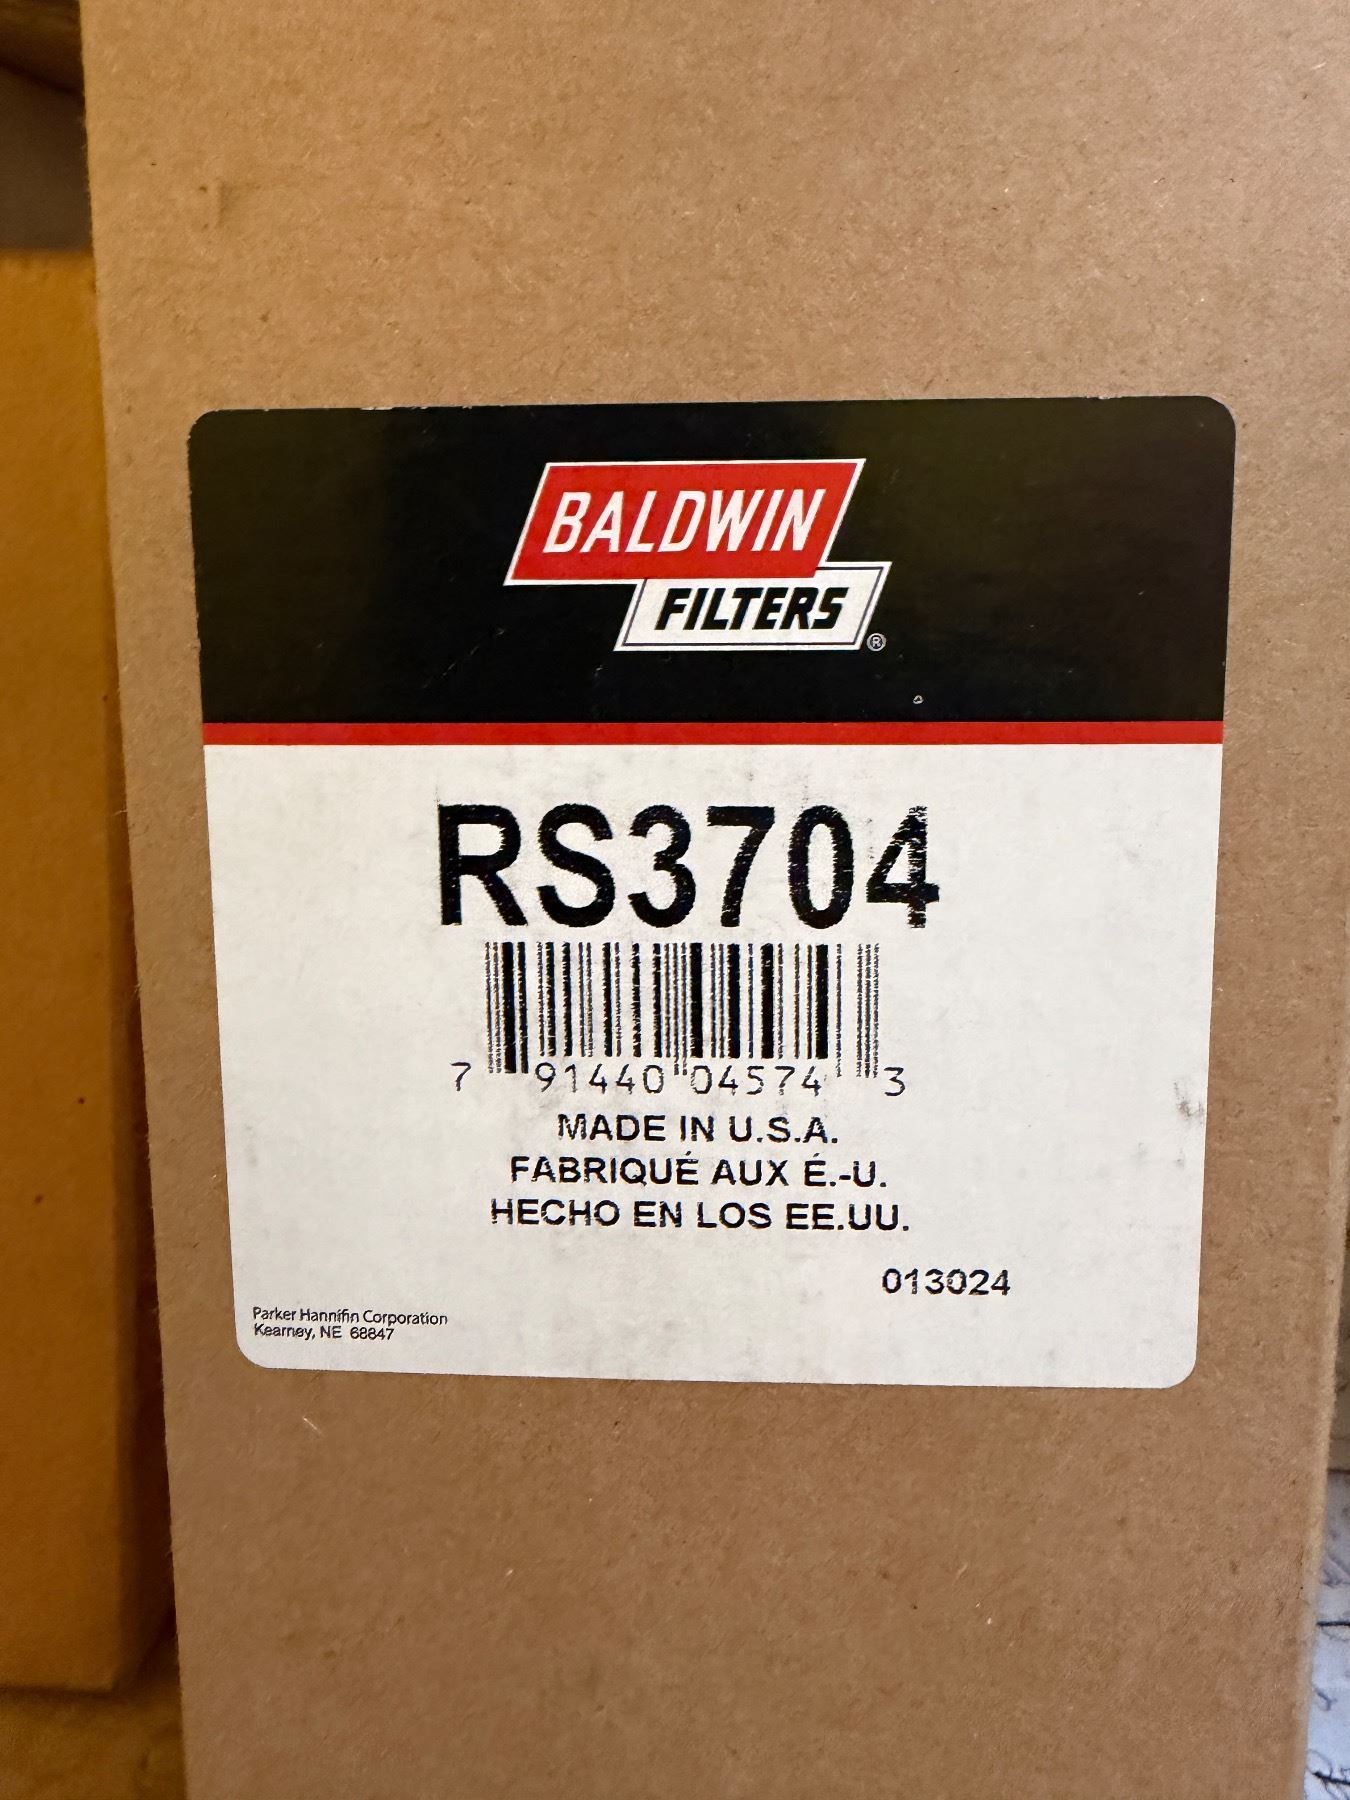 BALDWIN
FILTERS®
RS3704
7 91440 04574 3
MADE IN U.S.A.
FABRIQUÉ AUX É.-U.
HECHO EN LOS EE.UU.
013024
Parker Hannifin Corporation
Kearney, NE 68847